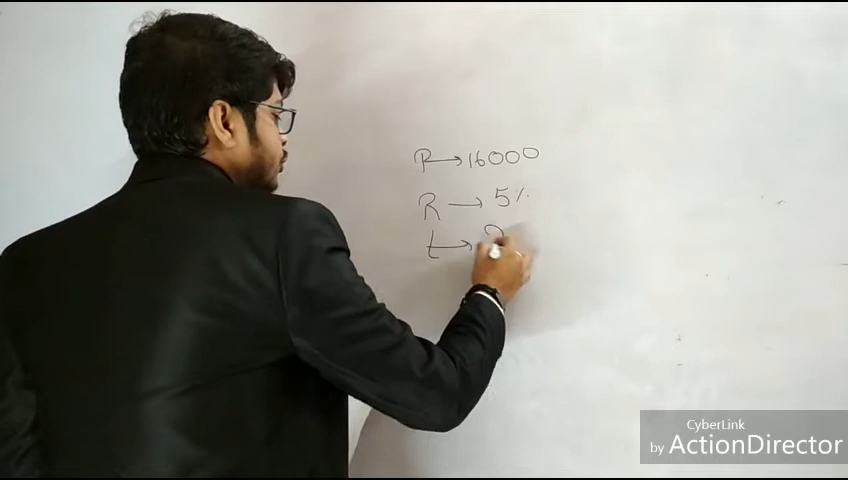 P → 16000
R → 5%
t →
CyberLink
by ActionDirector